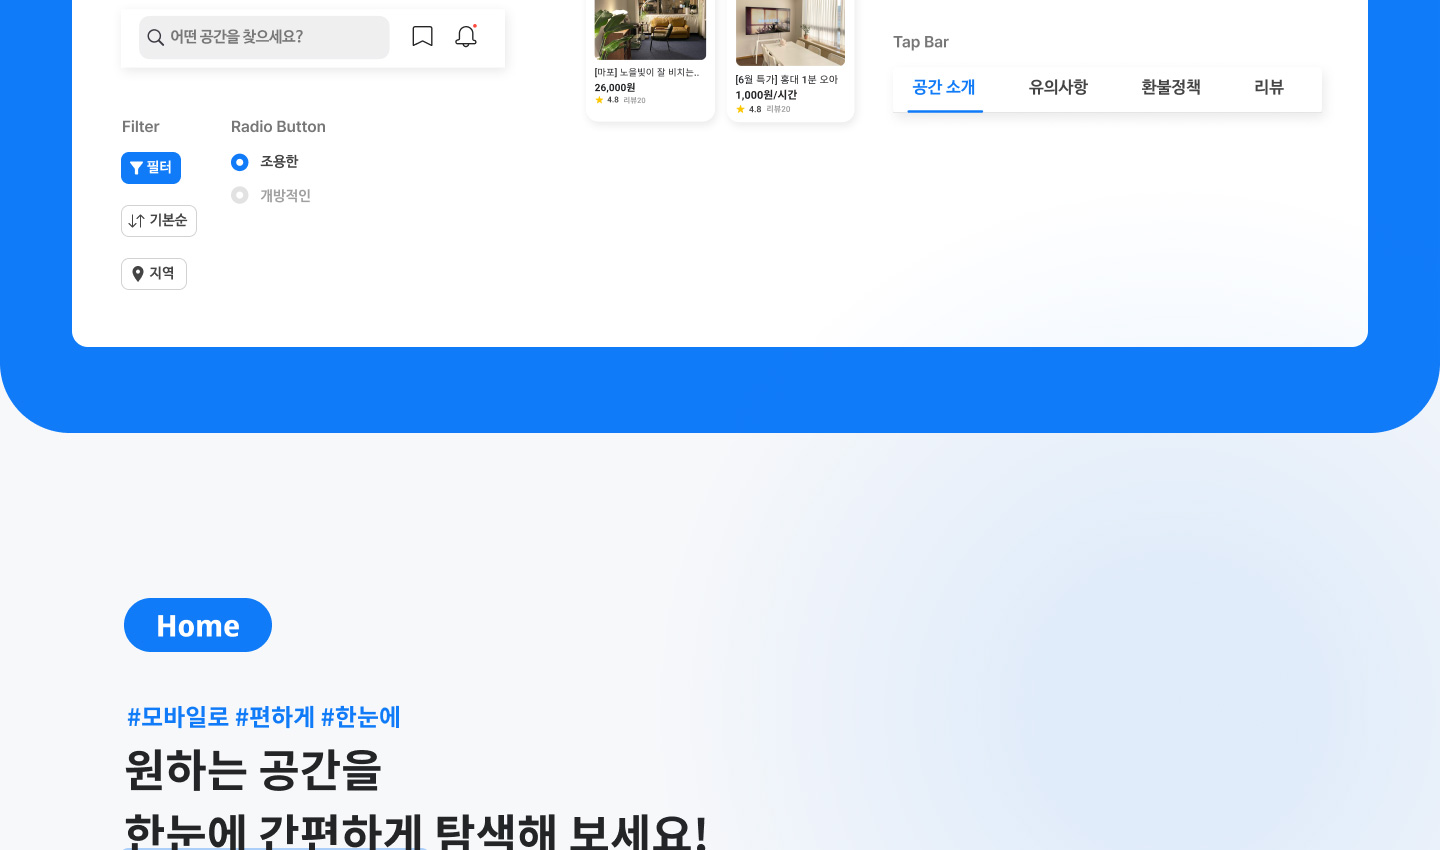 어떤 공간을 찾으세요?
[마포] 노을빛이 잘 비치는..
26,000원
4.8 리뷰20
[6월 특가] 홍대 1분 오아
1,000원/시간
4.8 리뷰20
Tap Bar
공간 소개
유의사항
환불정책
리뷰
Filter
필터
기본순
지역
Radio Button
조용한
개방적인
Home
#모바일로 #편하게 #한눈에
원하는 공간을
한눈에 간편하게 탐색해 보세요!